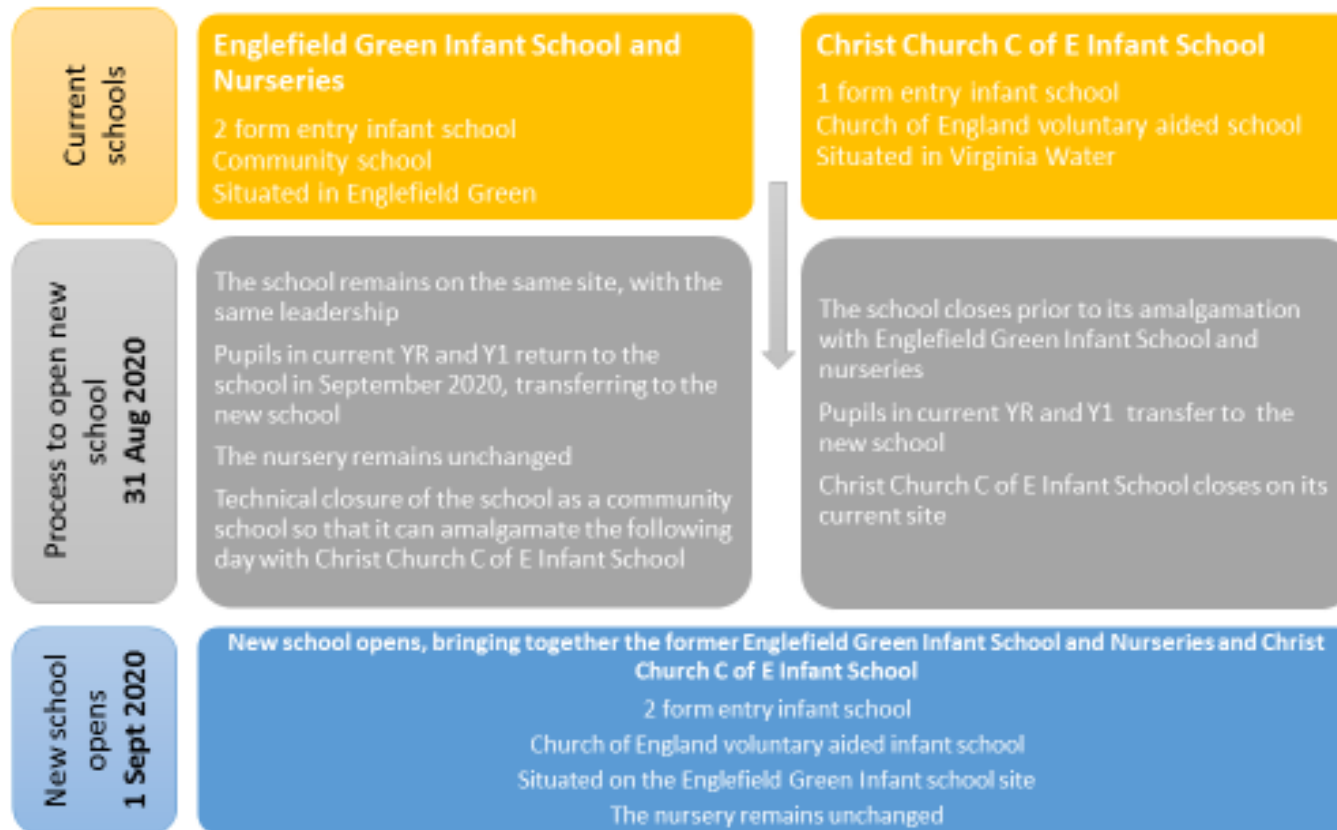 Current
schools
Englefield Green Infant School and
Nurseries
2 form entry infant school
Community school
Situated in Englefield Green
Christ Church C of E Infant School
1 form entry infant school
Church of England voluntary aided school
Situated in Virginia Water
Process to open new
school
31 Aug 2020
The school remains on the same site, with the
same leadership
Pupils in current YR and Y1 return to the
school in September 2020, transferring to the
new school
The nursery remains unchanged
Technical closure of the school as a community
school so that it can amalgamate the following
day with Christ Church C of E Infant School
The school closes prior to its amalgamation
with Englefield Green Infant School and
nurseries
Pupils in current YR and Y1 transfer to the
new school
Christ Church C of E Infant School closes on its
current site
New school
opens
1 Sept 2020
New school opens, bringing together the former Englefield Green Infant School and Nurseries and Christ
Church C of E Infant School
2 form entry infant school
Church of England voluntary aided infant school
Situated on the Englefield Green Infant school site
The nursery remains unchanged